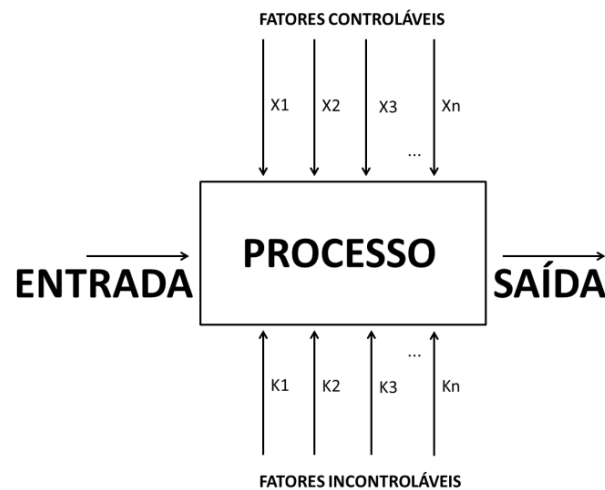 FATORES CONTROLÁVEIS
X1 X2 X3 Xn
...
PROCESSO
ENTRADA
SAÍDA
...
K1 K2 K3 Kn
FATORES INCONTROLÁVEIS